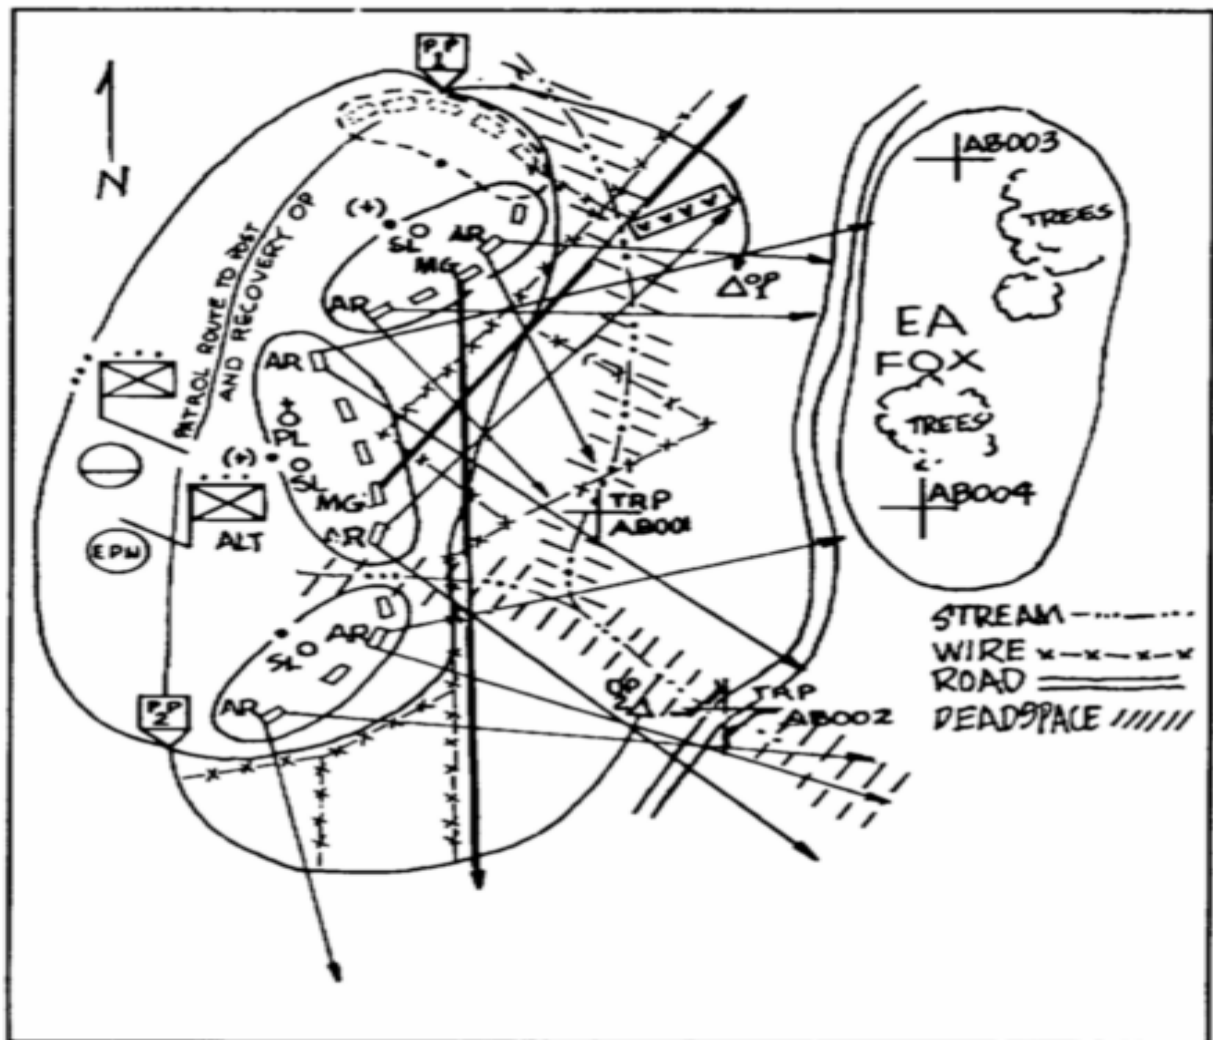 P P
1
N
AB003
TREES
(+)
SL
AR
MG
AR
OP
1
EA
FOX
PATROL ROUTE TO POST
AND RECOVERY OP
AR
PL
TREES
(+)
SL
MG
AR
ALT
EPW
TRP
AB001
AB004
AR
SL
AR
P P
2
OP
2
TRP
AB002
STREAM
WIRE
ROAD
DEADSPACE